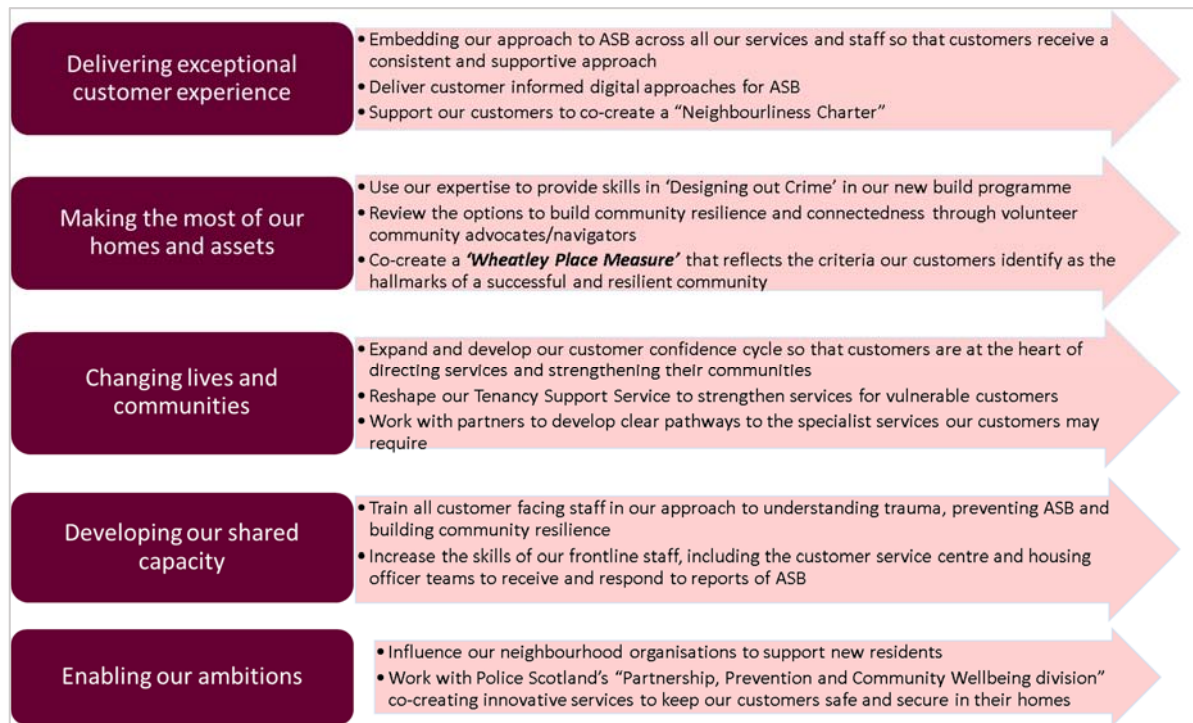 Delivering exceptional
customer experience
• Embedding our approach to ASB across all our services and staff so that customers receive a
consistent and supportive approach
• Deliver customer informed digital approaches for ASB
• Support our customers to co-create a “Neighbourliness Charter”
Making the most of our
homes and assets
• Use our expertise to provide skills in ‘Designing out Crime’ in our new build programme
• Review the options to build community resilience and connectedness through volunteer
community advocates/navigators
• Co-create a ‘Wheatley Place Measure’ that reflects the criteria our customers identify as the
hallmarks of a successful and resilient community
Changing lives and
communities
• Expand and develop our customer confidence cycle so that customers are at the heart of
directing services and strengthening their communities
• Reshape our Tenancy Support Service to strengthen services for vulnerable customers
• Work with partners to develop clear pathways to the specialist services our customers may
require
Developing our shared
capacity
• Train all customer facing staff in our approach to understanding trauma, preventing ASB and
building community resilience
• Increase the skills of our frontline staff, including the customer service centre and housing
officer teams to receive and respond to reports of ASB
Enabling our ambitions
• Influence our neighbourhood organisations to support new residents
• Work with Police Scotland’s “Partnership, Prevention and Community Wellbeing division”
co-creating innovative services to keep our customers safe and secure in their homes